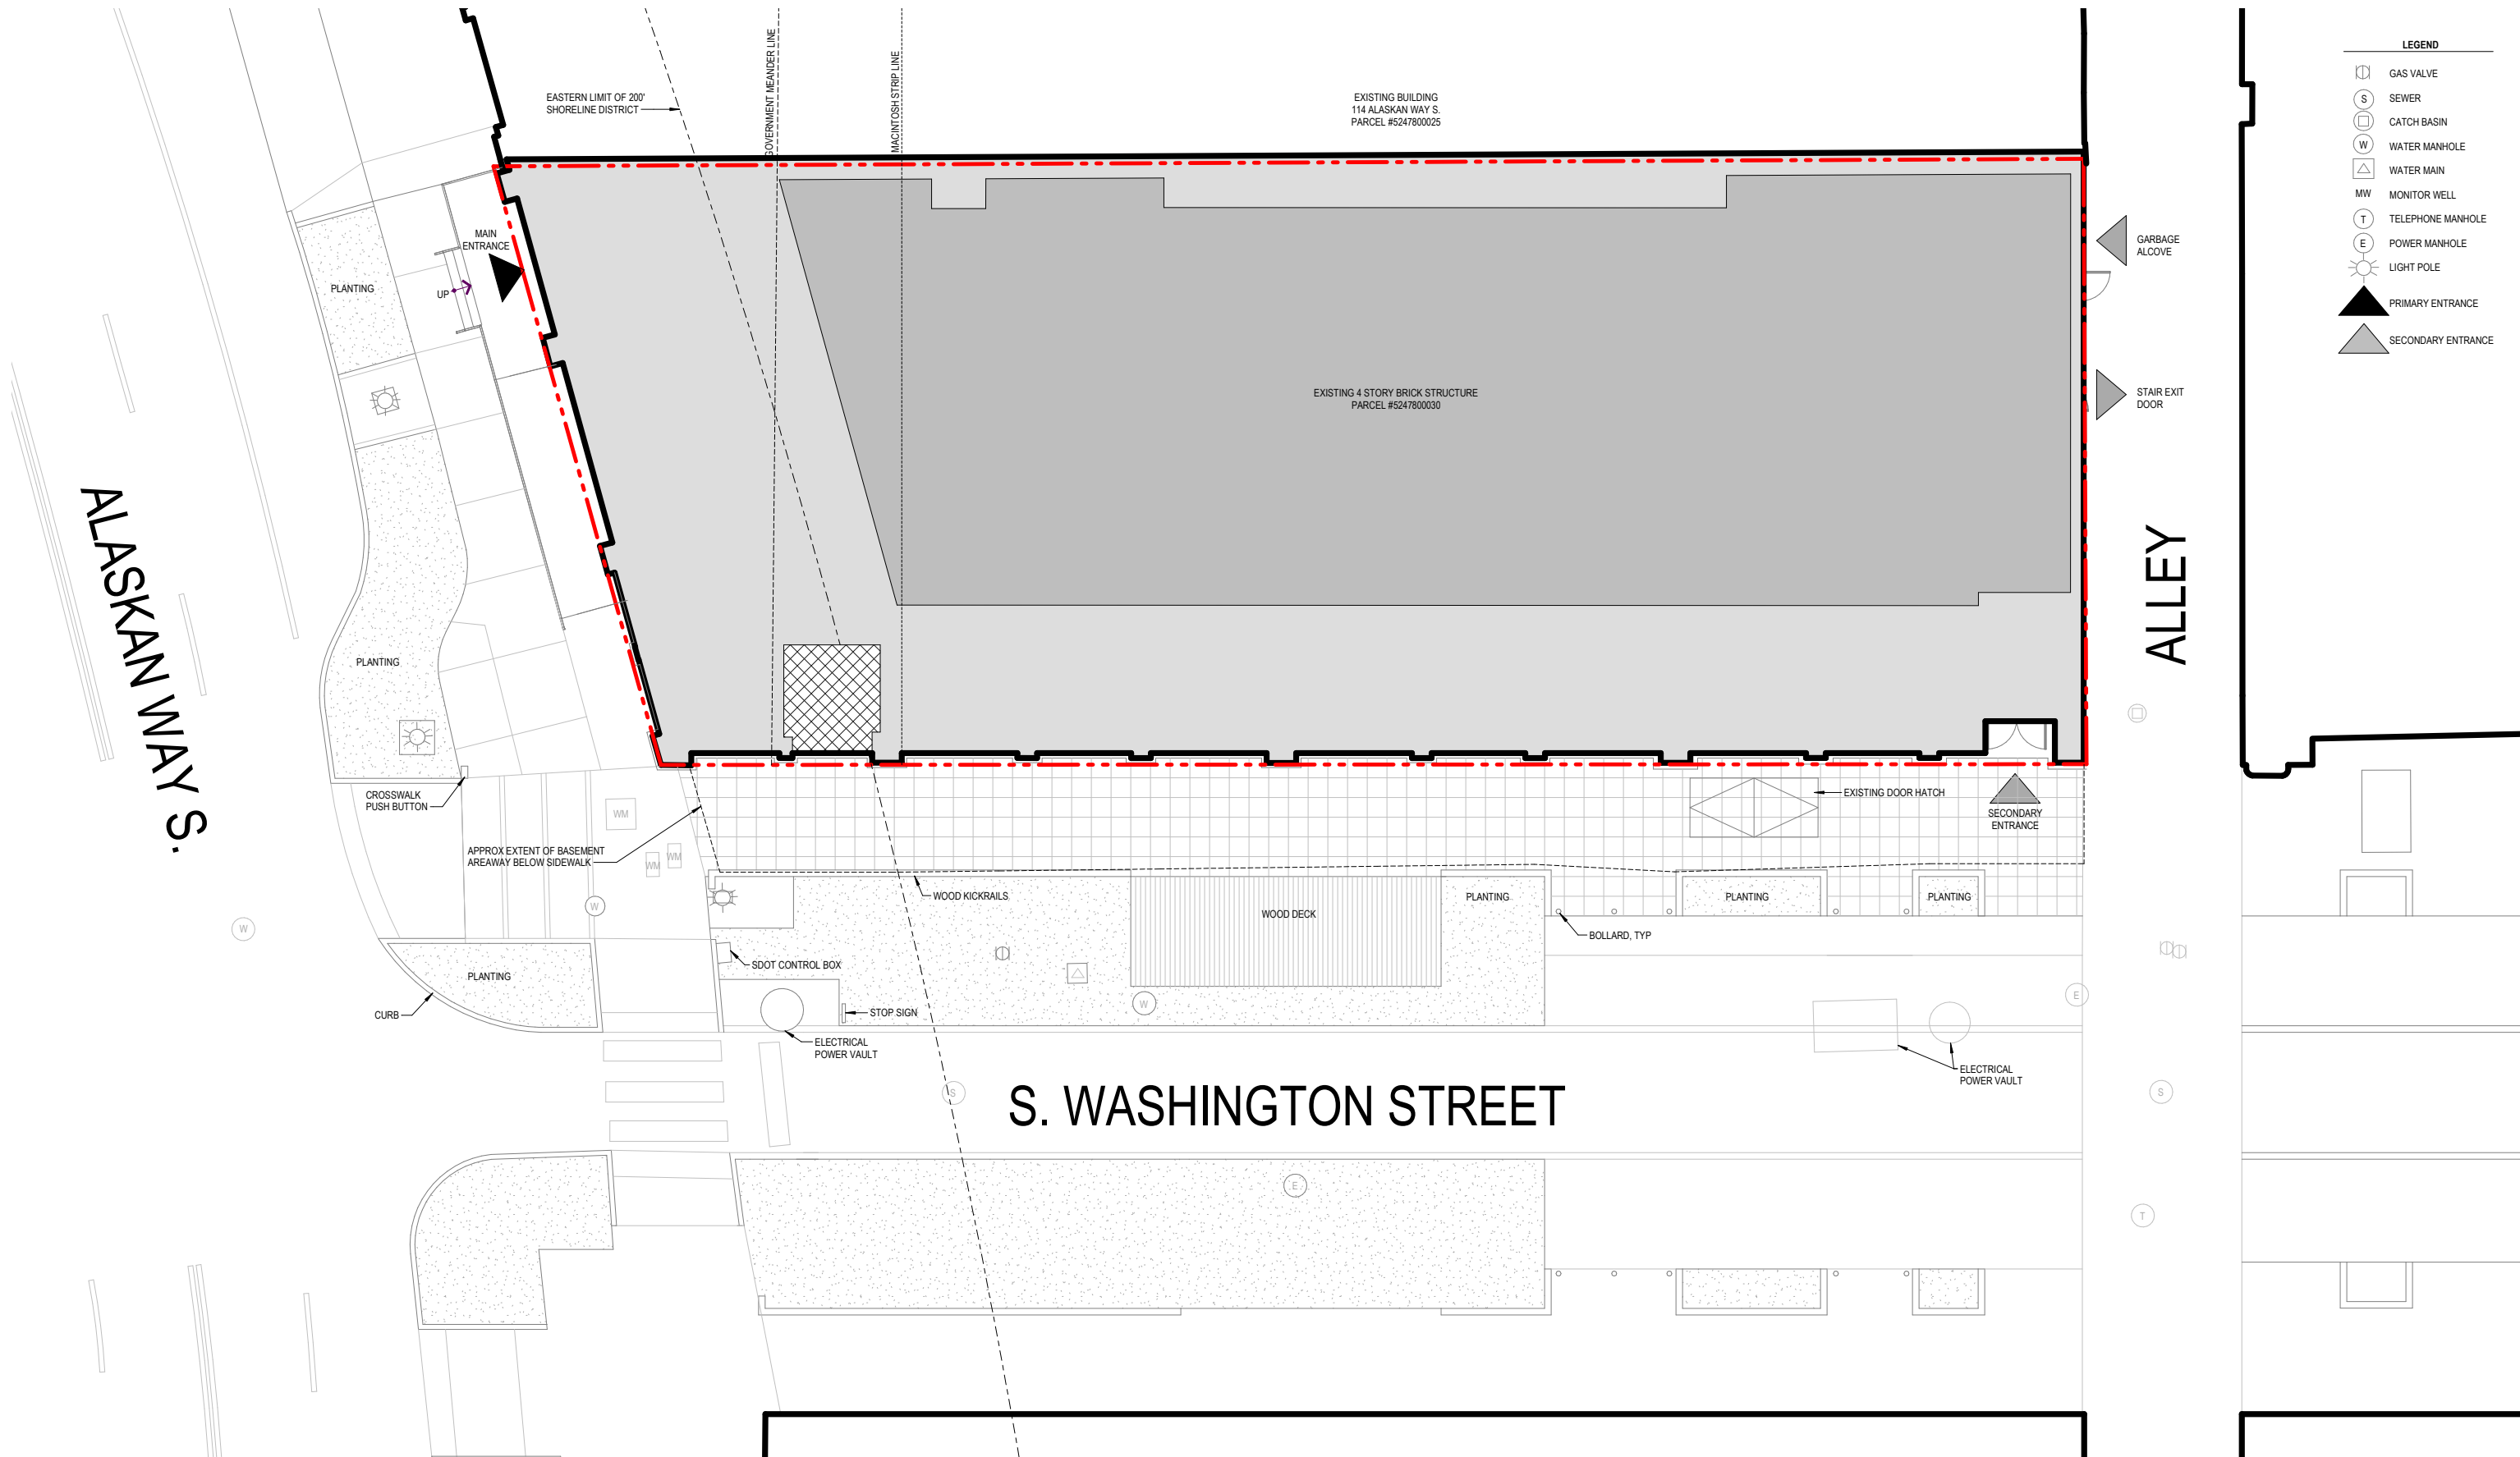 LEGEND
GAS VALVE
S
SEWER
CATCH BASIN
W
WATER MANHOLE
WATER MAIN
MW
MONITOR WELL
T
TELEPHONE MANHOLE
E
POWER MANHOLE
LIGHT POLE
PRIMARY ENTRANCE
SECONDARY ENTRANCE
EASTERN LIMIT OF 200'
SHORELINE DISTRICT
GOVERNMENT MEANDER LINE
MACINTOSH STRIP LINE
EXISTING BUILDING
114 ALASKAN WAY S.
PARCEL #5247800025
MAIN
ENTRANCE
UP
PLANTING
GARBAGE
ALCOVE
EXISTING 4 STORY BRICK STRUCTURE
PARCEL #5247800030
STAIR EXIT
DOOR
ALASKAN WAY S.
ALLEY
PLANTING
CROSSWALK
PUSH BUTTON
WM
WM
WM
APPROX EXTENT OF BASEMENT
AREAWAY BELOW SIDEWALK
EXISTING DOOR HATCH
SECONDARY
ENTRANCE
WOOD KICKRAILS
WOOD DECK
PLANTING
PLANTING
PLANTING
W
W
BOLLARD, TYP
SDOT CONTROL BOX
PLANTING
CURB
STOP SIGN
W
E
ELECTRICAL
POWER VAULT
ELECTRICAL
POWER VAULT
S
S. WASHINGTON STREET
S
E
T